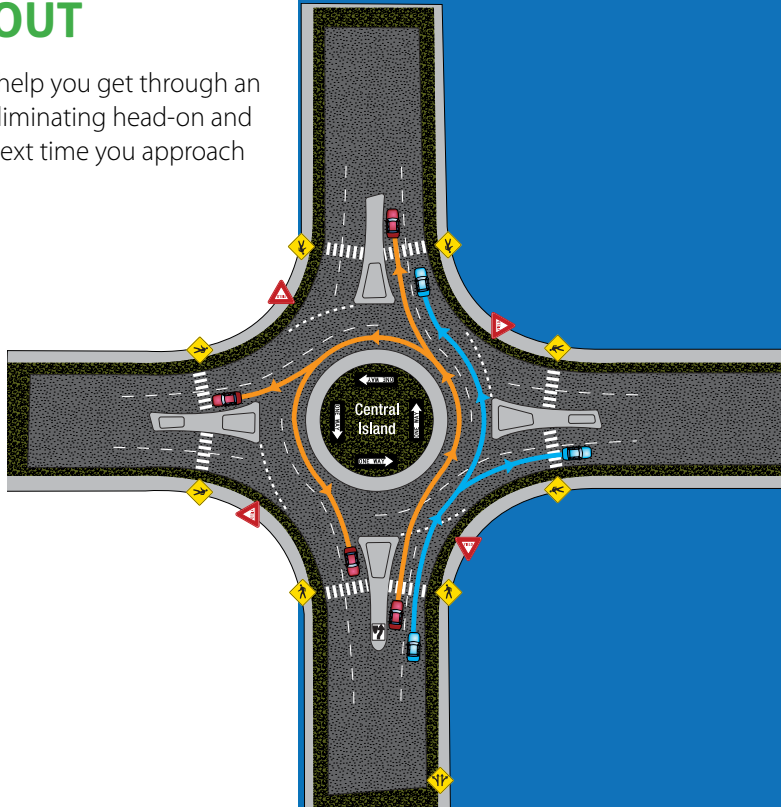 OUT
help you get through an
liminating head-on and
ext time you approach
ONE WAY
ONE WAY
Central
Island
ONE WAY
ONE WAY